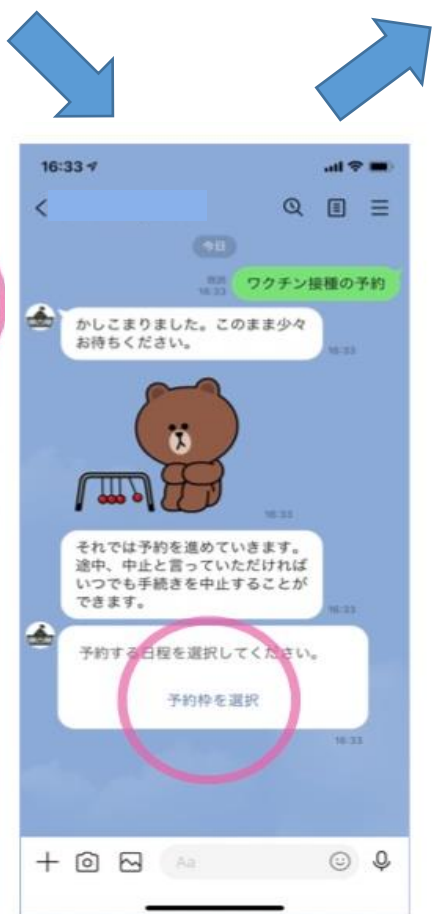 16:33
今日
既読
16:33
ワクチン接種の予約
かしこまりました。このまま少々
お待ちください。
16:33
16:33
それでは予約を進めていきます。
途中、中止と言っていただければ
いつでも手続きを中止することが
できます。
16:33
予約する日程を選択してください。
予約枠を選択
16:33
Aa